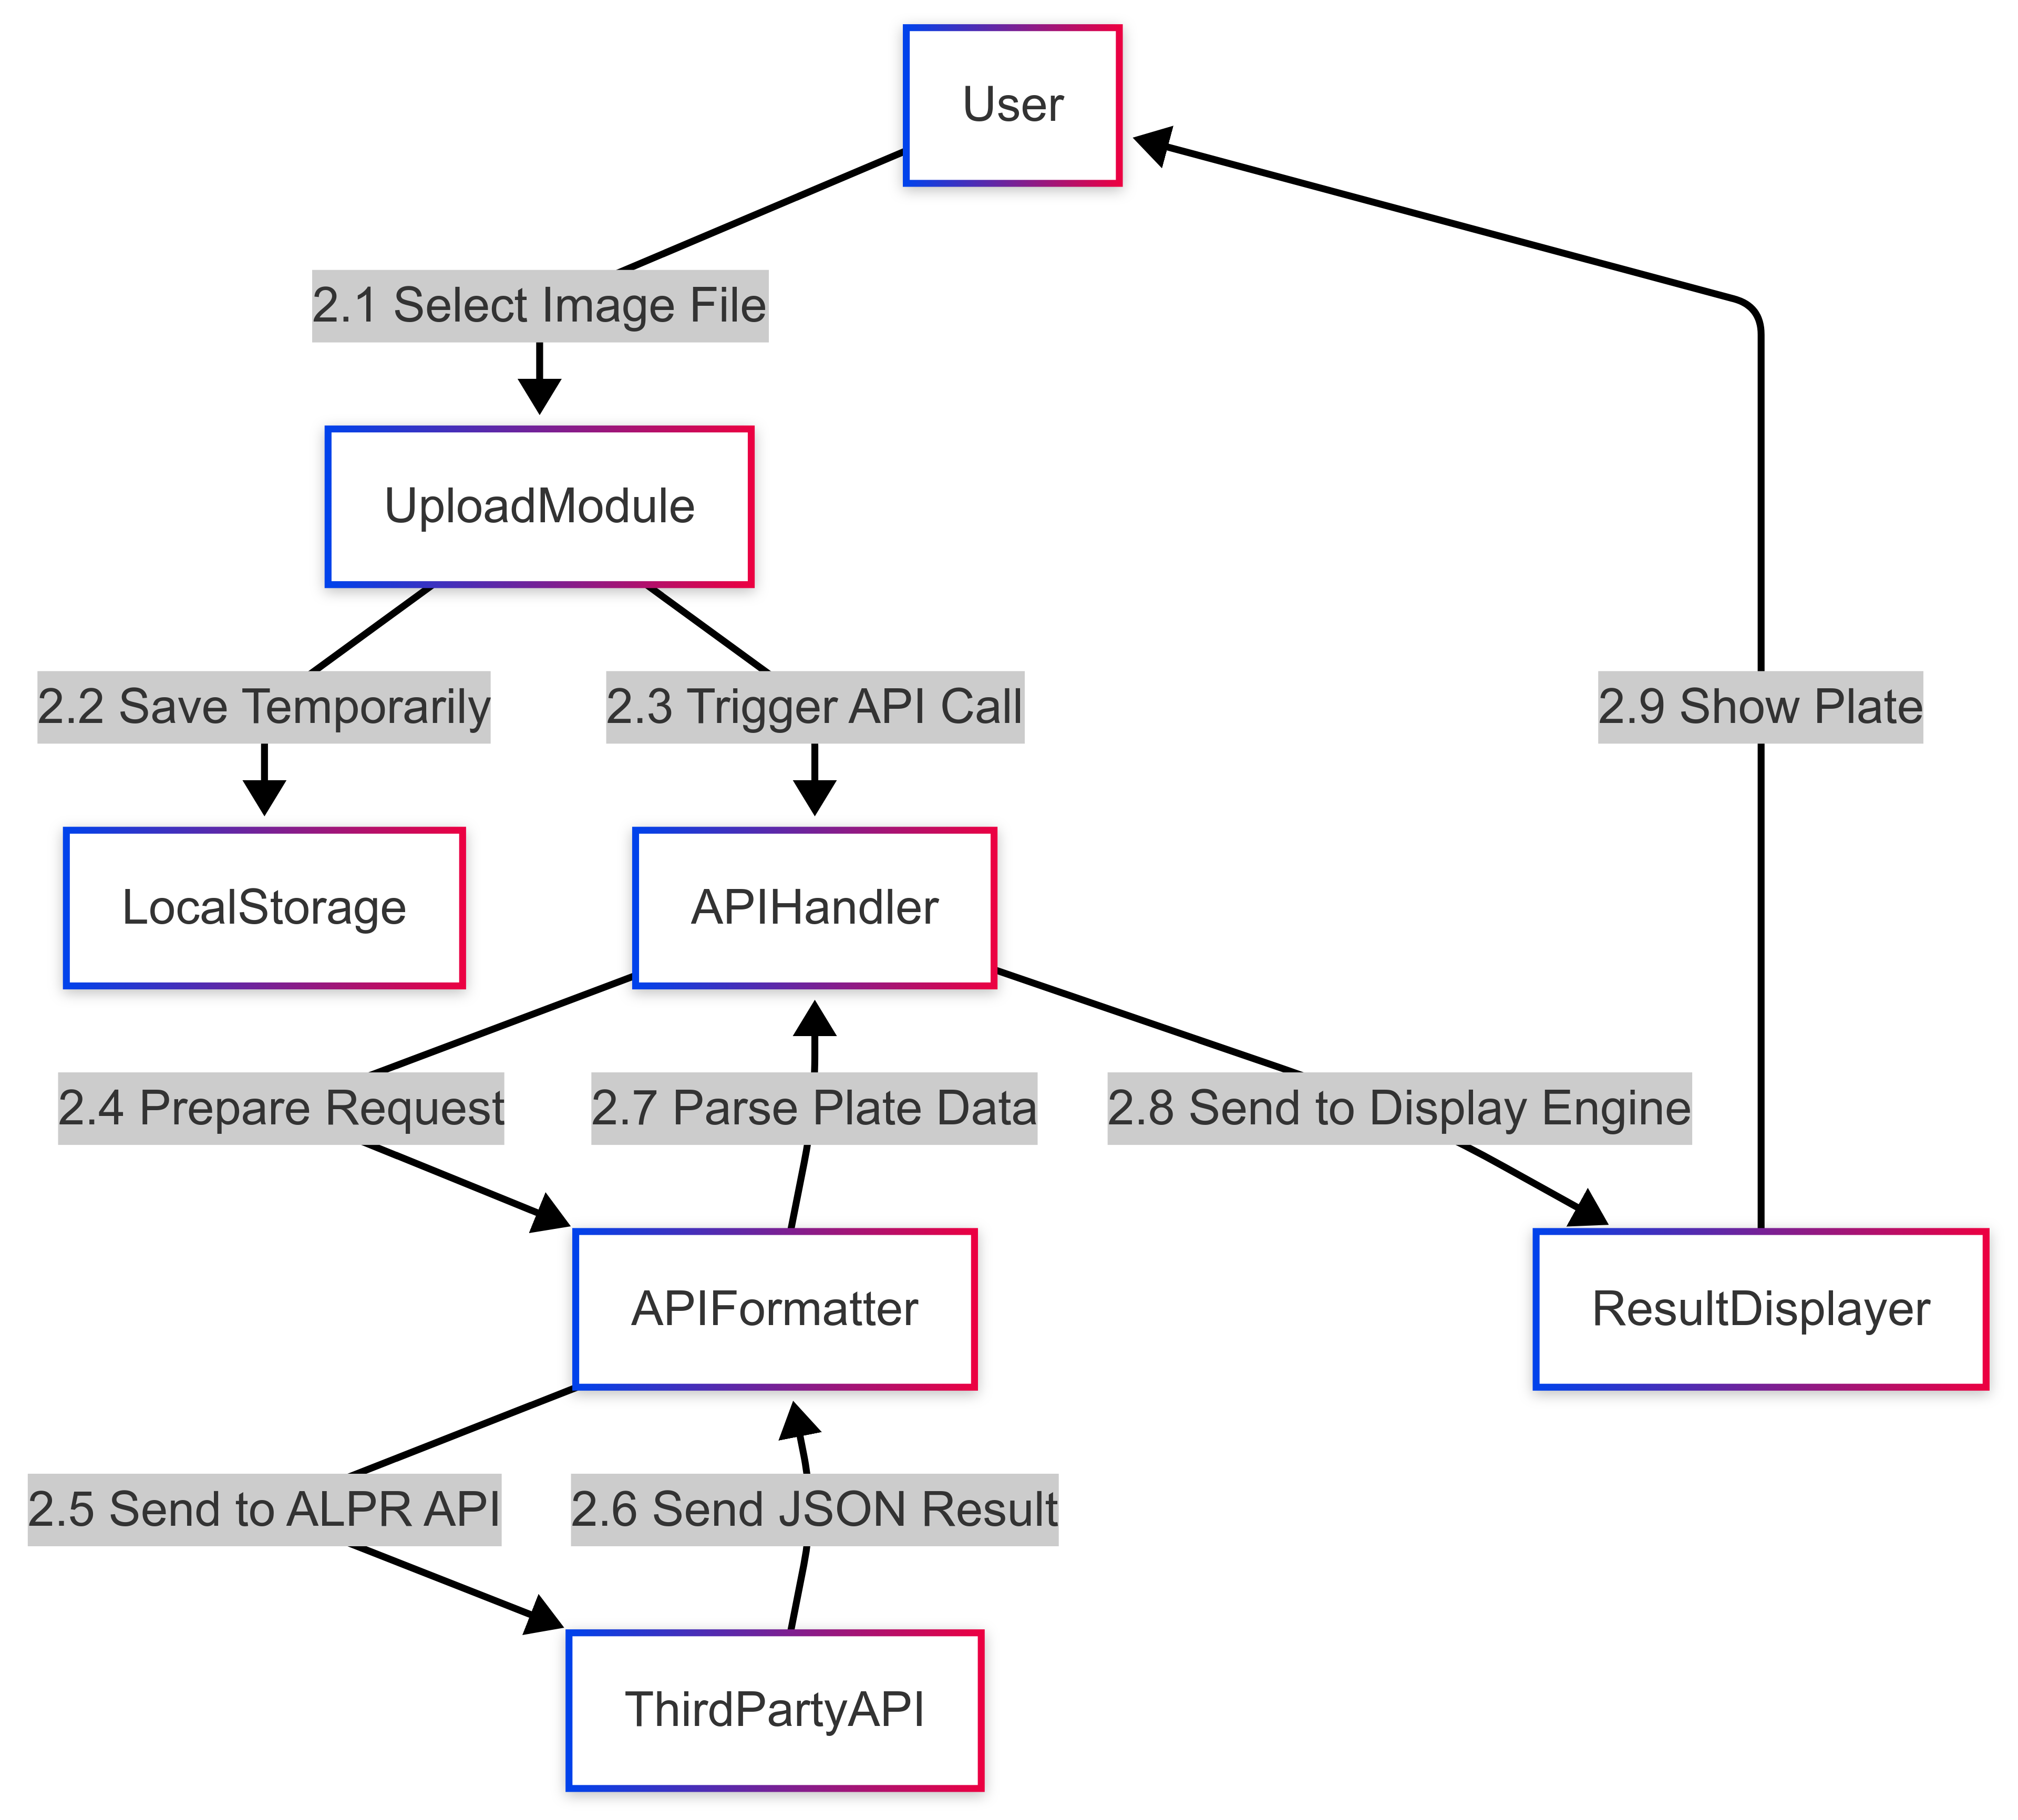 User
2.1 Select Image File
UploadModule
2.2 Save Temporarily
2.3 Trigger API Call
2.9 Show Plate
LocalStorage
APIHandler
2.4 Prepare Request
2.7 Parse Plate Data
2.8 Send to Display Engine
APIFormatter
ResultDisplayer
2.5 Send to ALPR API
2.6 Send JSON Result
ThirdPartyAPI